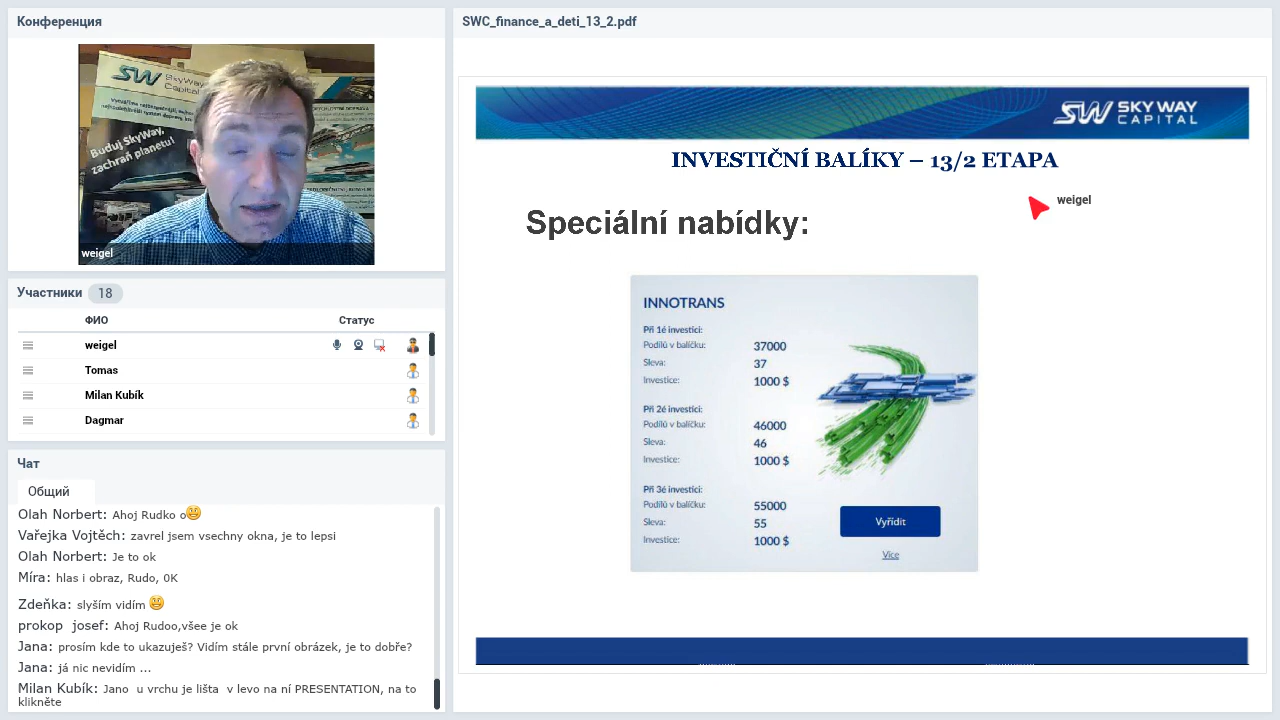 Конференция
SW SkyWay
Capital
Buduj SkyWay,
zachraň planetu!
weigel
Участники 18
ФИО Статус
weigel
Tomas
Milan Kubík
Dagmar
Чат
Общий
Olah Norbert: Ahoj Rudko o
Vařejka Vojtěch: zavrel jsem vsechny okna, je to lepsi
Olah Norbert: Je to ok
Míra: hlas i obraz, Rudo, 0K
Zdeňka: slyším vidím
prokop josef: Ahoj Rudoo,všee je ok
Jana: prosím kde to ukazuješ? Vidím stále první obrázek, je to dobře?
Jana: já nic nevidím ...
Milan Kubík: Jano u vrchu je lišta v levo na ní PRESENTATION, na to
klikněte
SWC_finance_a_deti_13_2.pdf
SW SKY WAY
CAPITAL
INVESTIČNÍ BALÍKY – 13/2 ETAPA
weigel
Speciální nabídky:
INNOTRANS
Při 1é investici:
Podílů v balíčku: 37000
Sleva: 37
Investice: 1000 $
Při 2é investici:
Podílů v balíčku: 46000
Sleva: 46
Investice: 1000 $
Při 3é investici:
Podílů v balíčku: 55000
Sleva: 55
Investice: 1000 $
Vyřídit
Více